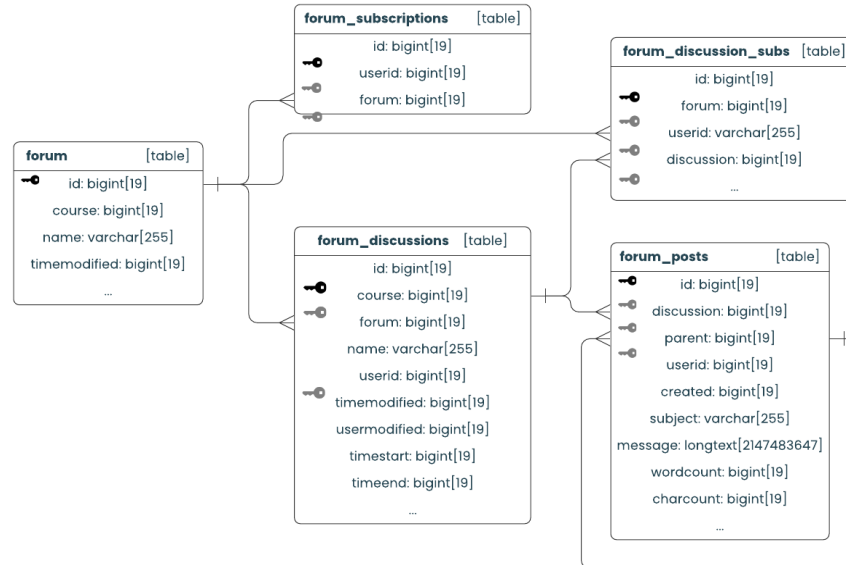 forum_subscriptions [table]
id: bigint[19]
userid: bigint[19]
forum: bigint[19]
forum_discussion_subs [table]
id: bigint[19]
forum: bigint[19]
userid: varchar[255]
discussion: bigint[19]
...
forum [table]
id: bigint[19]
course: bigint[19]
name: varchar[255]
timemodified: bigint[19]
...
forum_discussions [table]
id: bigint[19]
course: bigint[19]
forum: bigint[19]
name: varchar[255]
userid: bigint[19]
timemodified: bigint[19]
usermodified: bigint[19]
timestart: bigint[19]
timeend: bigint[19]
...
forum_posts [table]
id: bigint[19]
discussion: bigint[19]
parent: bigint[19]
userid: bigint[19]
created: bigint[19]
subject: varchar[255]
message: longtext[2147483647]
wordcount: bigint[19]
charcount: bigint[19]
...